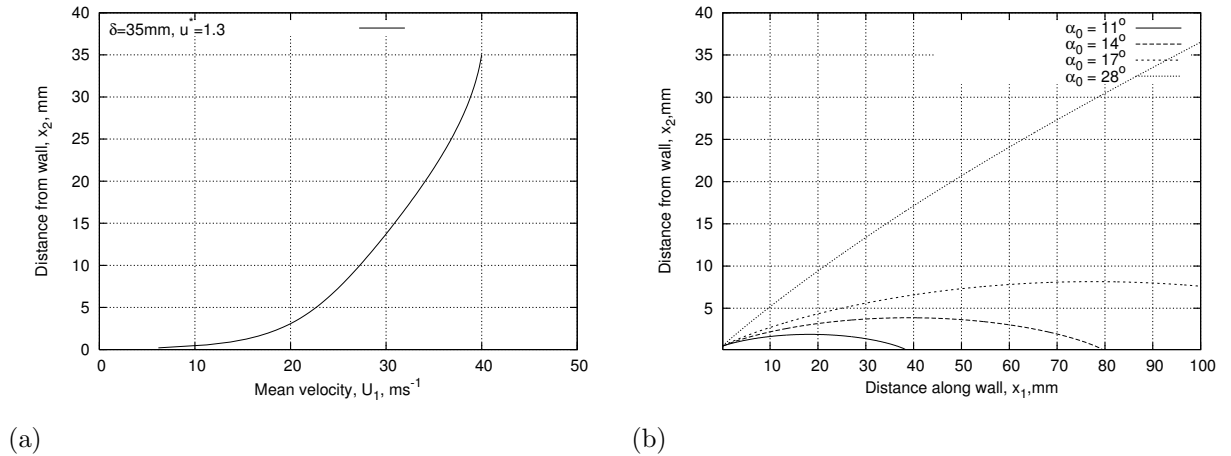 δ=35mm, u*=1.3
40
35
30
25
20
15
10
5
0
0 10 20 30 40 50
Distance from wall, x2, mm
Mean velocity, U1, ms-1
(a)
α0 = 11o
α0 = 14o
α0 = 17o
α0 = 28o
40
35
30
25
20
15
10
5
10 20 30 40 50 60 70 80 90 100
Distance from wall, x2,mm
Distance along wall, x1,mm
(b)